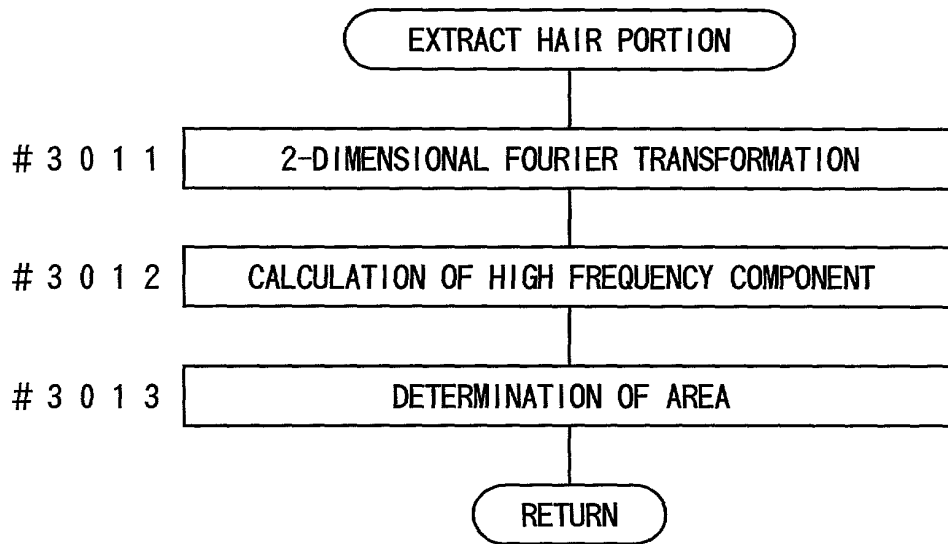 EXTRACT HAIR PORTION
#3011 2-DIMENSIONAL FOURIER TRANSFORMATION
#3012 CALCULATION OF HIGH FREQUENCY COMPONENT
#3013 DETERMINATION OF AREA
RETURN